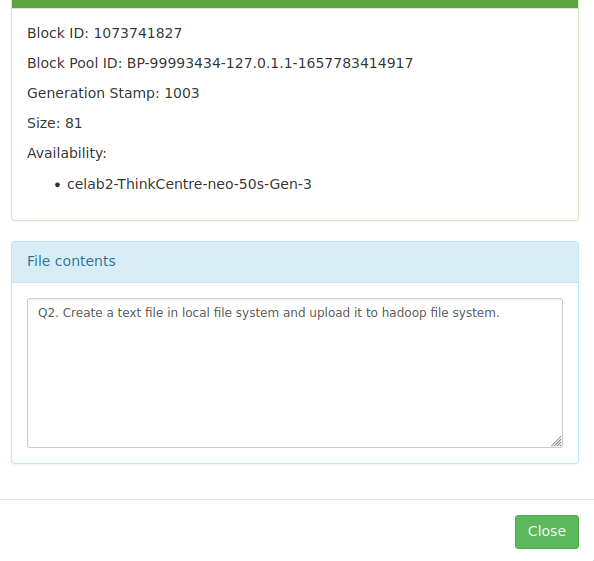 Block ID: 1073741827
Block Pool ID: BP-99993434-127.0.1.1-1657783414917
Generation Stamp: 1003
Size: 81
Availability:
• celab2-ThinkCentre-neo-50s-Gen-3
File contents
Q2. Create a text file in local file system and upload it to hadoop file system.
Close